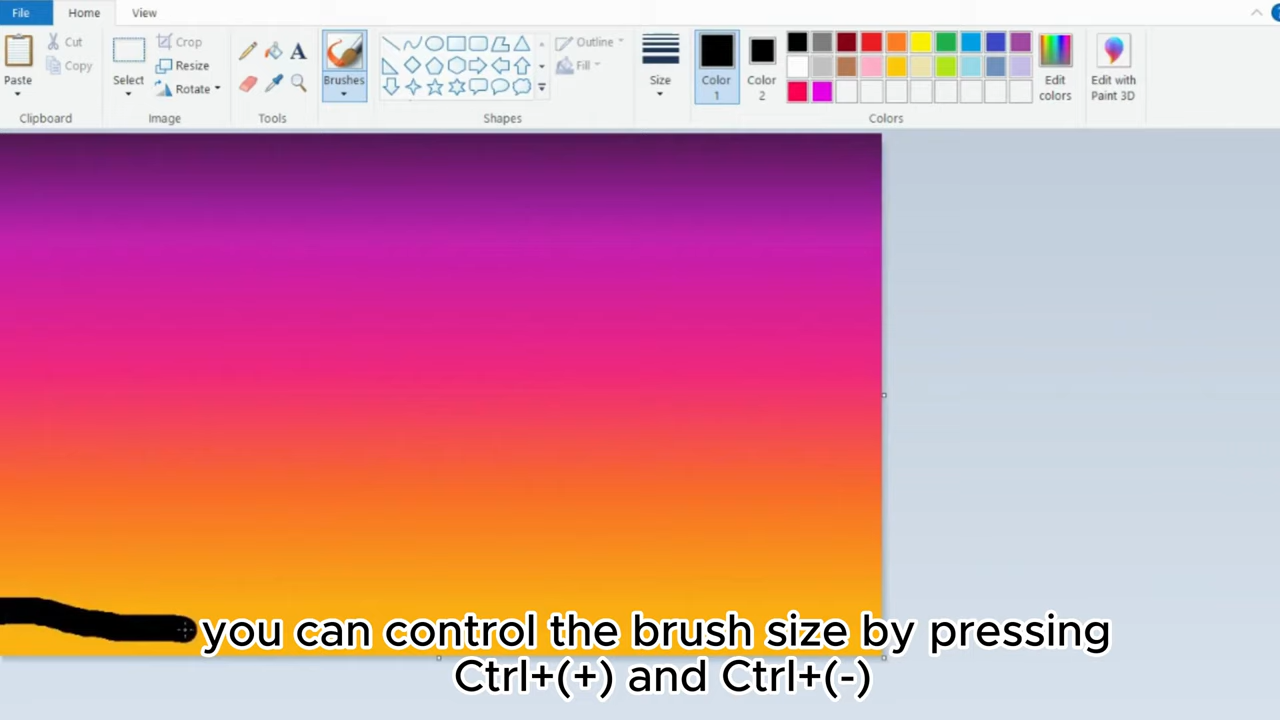 File Home View
Paste
Cut
Copy
Clipboard
Select
Crop
Resize
Rotate
Image
A
Tools
Brushes
Outline
Fill
Shapes
Size
Color 1
Color 2
Edit colors
Colors
Edit with Paint 3D
you can control the brush size by pressing
Ctrl+(+) and Ctrl+(-)